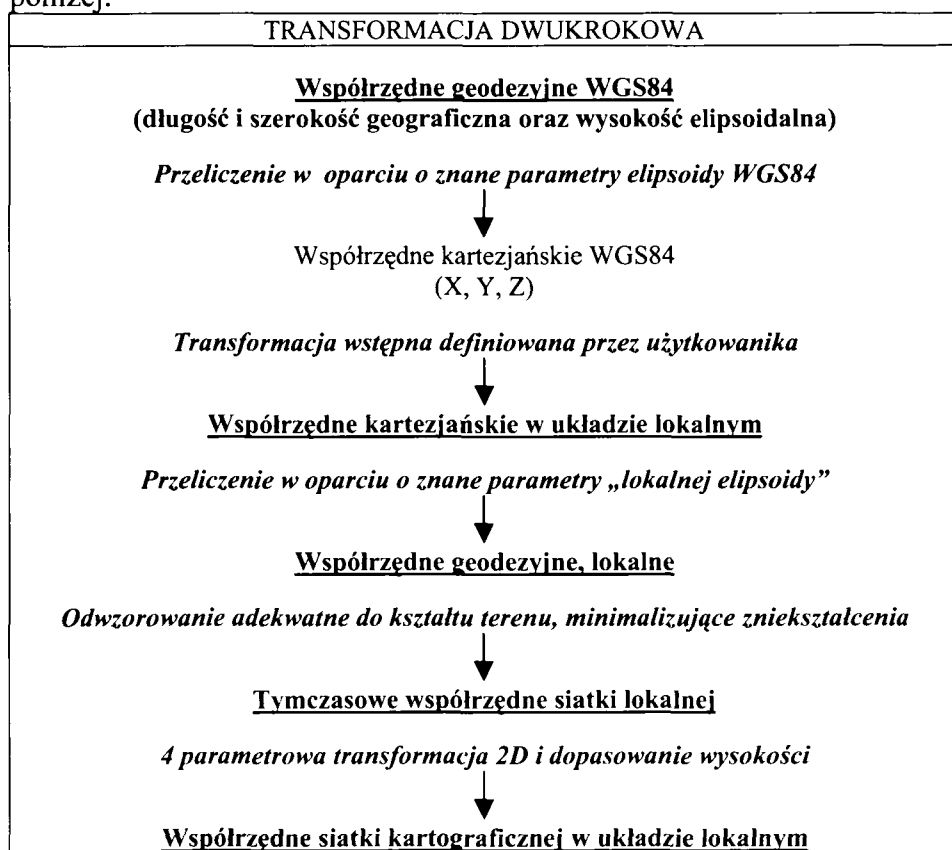 poniżej.
TRANSFORMACJA DWUKROKOWA
Współrzędne geodezyjne WGS84
(długość i szerokość geograficzna oraz wysokość elipsoidalna)
Przeliczenie w oparciu o znane parametry elipsoidy WGS84
Współrzędne kartezjańskie WGS84
(X, Y, Z)
Transformacja wstępna definiowana przez użytkowanika
Współrzędne kartezjańskie w układzie lokalnym
Przeliczenie w oparciu o znane parametry „lokalnej elipsoidy”
Współrzędne geodezyjne, lokalne
Odwzorowanie adekwatne do kształtu terenu, minimalizujące zniekształcenia
Tymczasowe współrzędne siatki lokalnej
4 parametrowa transformacja 2D i dopasowanie wysokości
Współrzędne siatki kartograficznej w układzie lokalnym